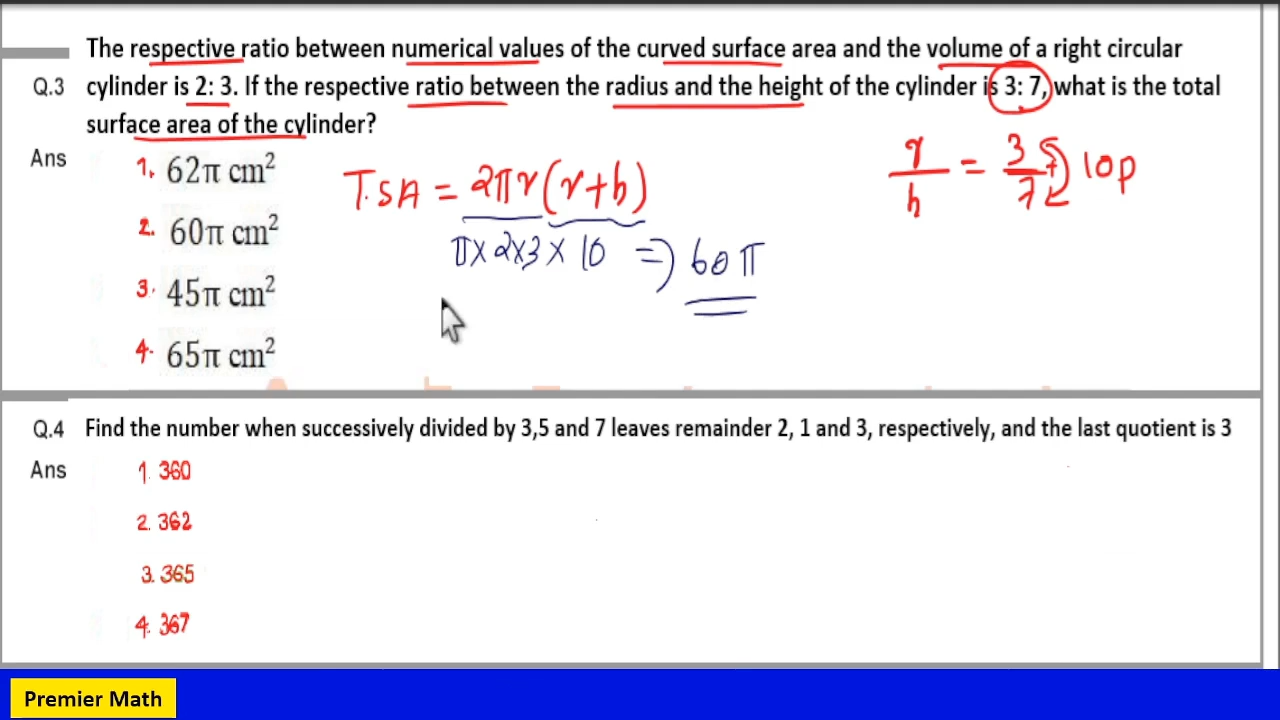 The respective ratio between numerical values of the curved surface area and the volume of a right circular
Q.3 cylinder is 2: 3. If the respective ratio between the radius and the height of the cylinder is 3: 7, what is the total
surface area of the cylinder?
Ans
1. 62π cm²
2. 60π cm²
3. 45π cm²
4. 65π cm²
T.SA = 2πr(r+h)
π×2×3×10 ⇒ 60π
r/h = 3/7 10p
Q.4 Find the number when successively divided by 3,5 and 7 leaves remainder 2, 1 and 3, respectively, and the last quotient is 3
Ans
1. 360
2. 362
3. 365
4. 367
Premier Math